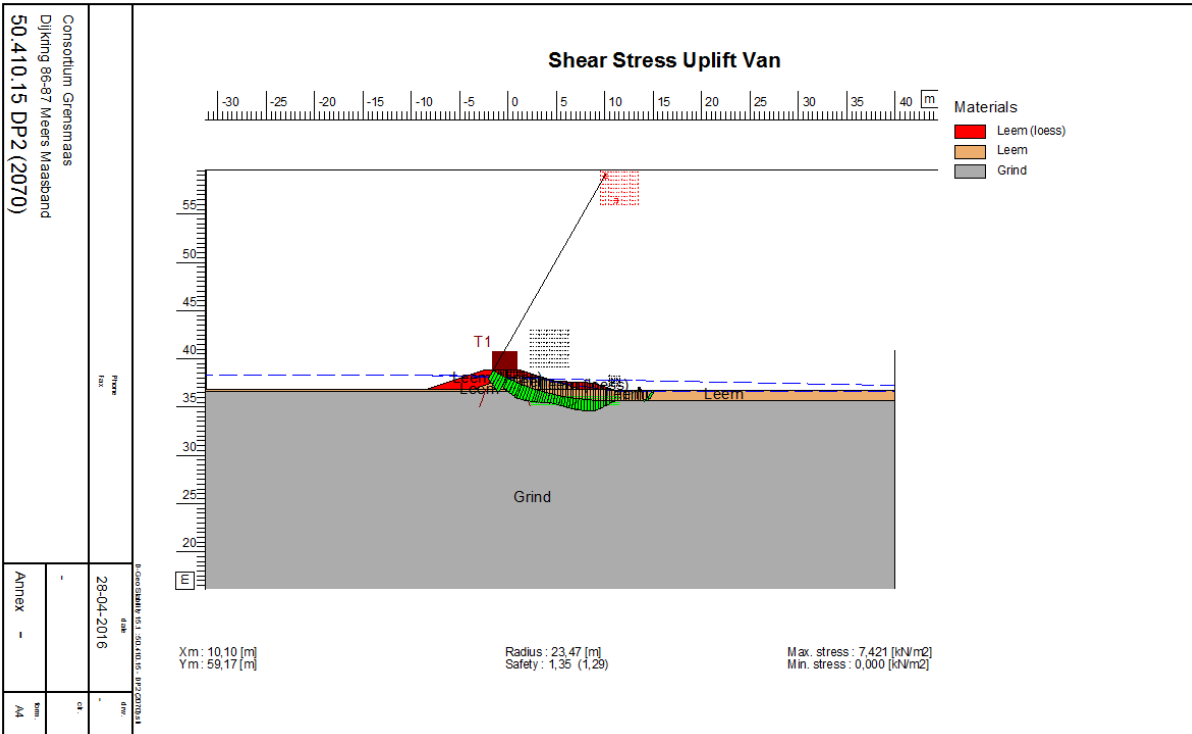 Shear Stress Uplift Van
-30 -25 -20 -15 -10 -5 0 5 10 15 20 25 30 35 40 m
Materials
Leem (loess)
Leem
Grind
55
50
45
40
35
30
25
20
m
T1
Leem
Leem
Grind
Xm : 10,10 [m]
Ym : 59,17 [m]
Radius : 23,47 [m]
Safety : 1,35 (1,29)
Max. stress : 7,421 [kN/m2]
Min. stress : 0,000 [kN/m2]
Consortium Grensmaas
Dijkring 86-87 Meers Maasband
50.410.15 DP2 (2070)
Phone
Fax
date
28-04-2016
drw.
-
ctr.
-
Annex -
form.
A4